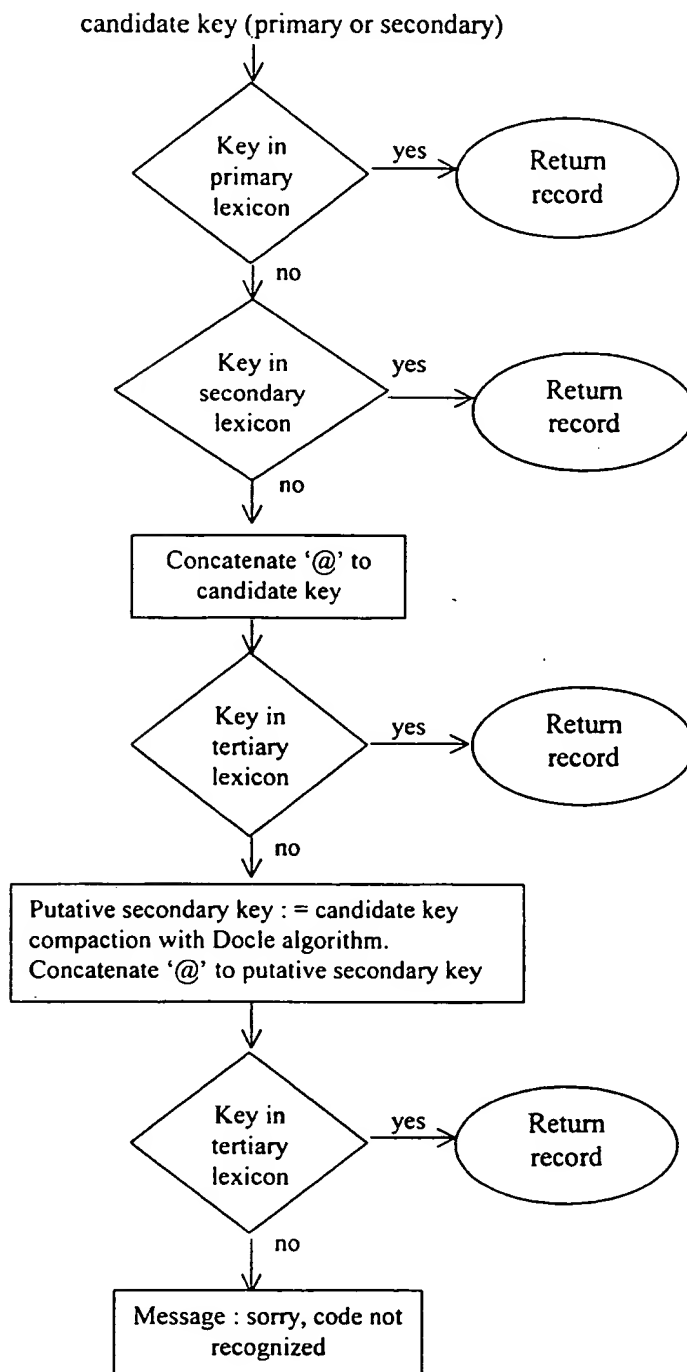 candidate key (primary or secondary)
Key in
primary
lexicon
yes
Return
record
no
Key in
secondary
lexicon
yes
Return
record
no
Concatenate ‘@’ to
candidate key
Key in
tertiary
lexicon
yes
Return
record
no
Putative secondary key : = candidate key
compaction with Docle algorithm.
Concatenate ‘@’ to putative secondary key
Key in
tertiary
lexicon
yes
Return
record
no
Message : sorry, code not
recognized